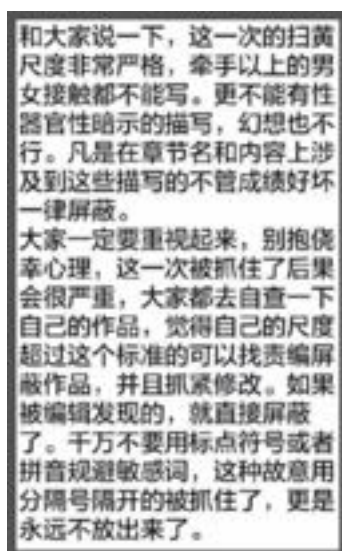 和大家说一下，这一次的扫黄
尺度非常严格，牵手以上的男
女接触都不能写。更不能有性
器官性暗示的描写，幻想也不
行。凡是在章节名和内容上涉
及到这些描写的不管成绩好坏
一律屏蔽。
大家一定要重视起来，别抱侥
幸心理，这一次被抓住了后果
会很严重，大家都去自查一下
自己的作品，觉得自己的尺度
超过这个标准的可以找责编屏
蔽作品，并且抓紧修改。如果
被编辑发现的，就直接屏蔽
了。千万不要用标点符号或者
拼音规避敏感词，这种故意用
分隔号隔开的被抓住了，更是
永远不放出来了。